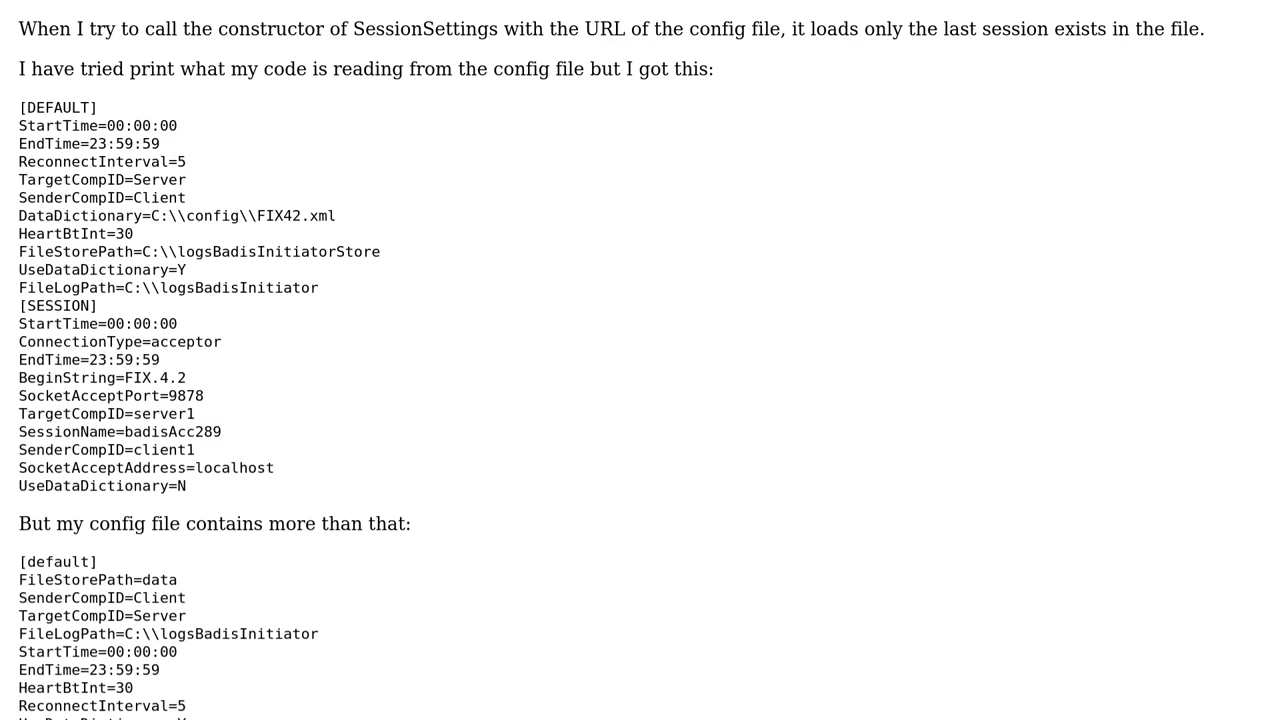 When I try to call the constructor of SessionSettings with the URL of the config file, it loads only the last session exists in the file.
I have tried print what my code is reading from the config file but I got this:
[DEFAULT]
StartTime=00:00:00
EndTime=23:59:59
ReconnectInterval=5
TargetCompID=Server
SenderCompID=Client
DataDictionary=C:\\config\\FIX42.xml
HeartBtInt=30
FileStorePath=C:\\logsBadisInitiatorStore
UseDataDictionary=Y
FileLogPath=C:\\logsBadisInitiator
[SESSION]
StartTime=00:00:00
ConnectionType=acceptor
EndTime=23:59:59
BeginString=FIX.4.2
SocketAcceptPort=9878
TargetCompID=server1
SessionName=badisAcc289
SenderCompID=client1
SocketAcceptAddress=localhost
UseDataDictionary=N
But my config file contains more than that:
[default]
FileStorePath=data
SenderCompID=Client
TargetCompID=Server
FileLogPath=C:\\logsBadisInitiator
StartTime=00:00:00
EndTime=23:59:59
HeartBtInt=30
ReconnectInterval=5